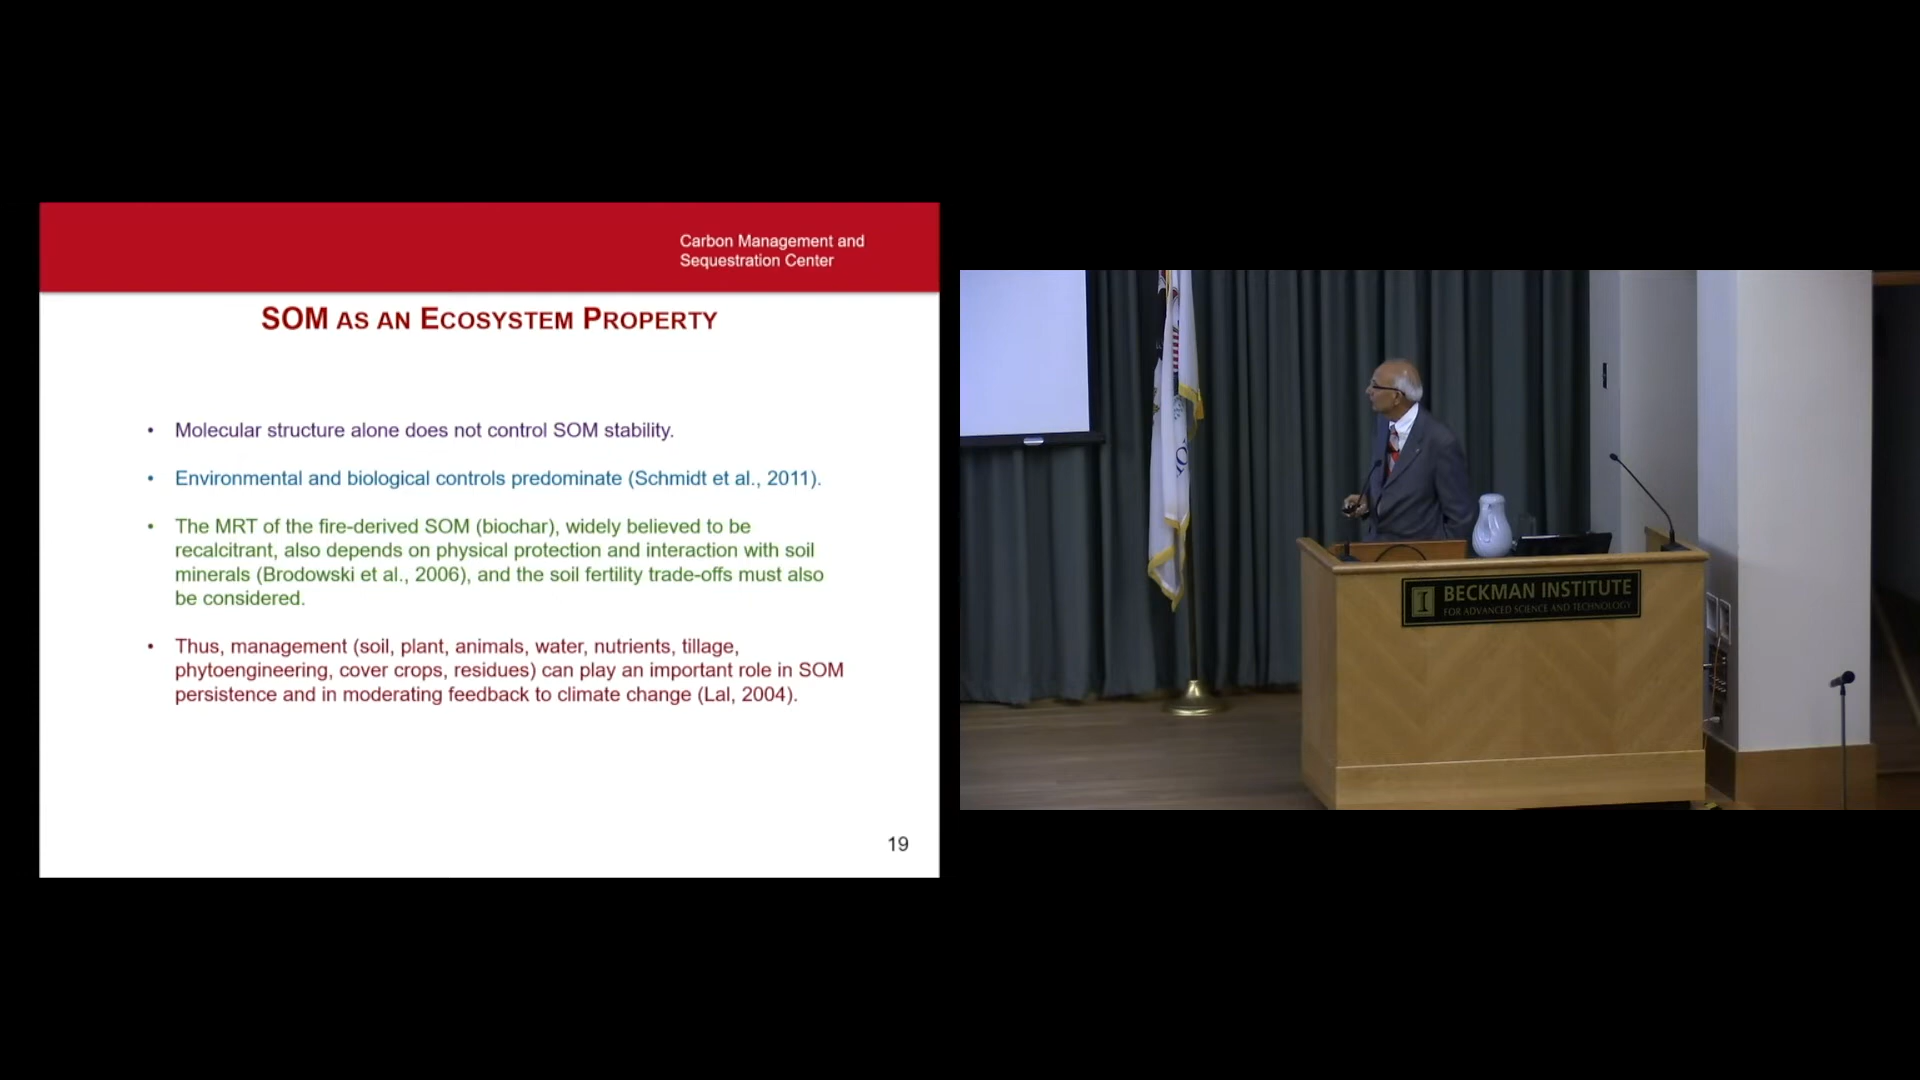 Carbon Management and
Sequestration Center
SOM AS AN ECOSYSTEM PROPERTY
• Molecular structure alone does not control SOM stability.
• Environmental and biological controls predominate (Schmidt et al., 2011).
• The MRT of the fire-derived SOM (biochar), widely believed to be
recalcitrant, also depends on physical protection and interaction with soil
minerals (Brodowski et al., 2006), and the soil fertility trade-offs must also
be considered.
• Thus, management (soil, plant, animals, water, nutrients, tillage,
phytoengineering, cover crops, residues) can play an important role in SOM
persistence and in moderating feedback to climate change (Lal, 2004).
19
I BECKMAN INSTITUTE
FOR ADVANCED SCIENCE AND TECHNOLOGY